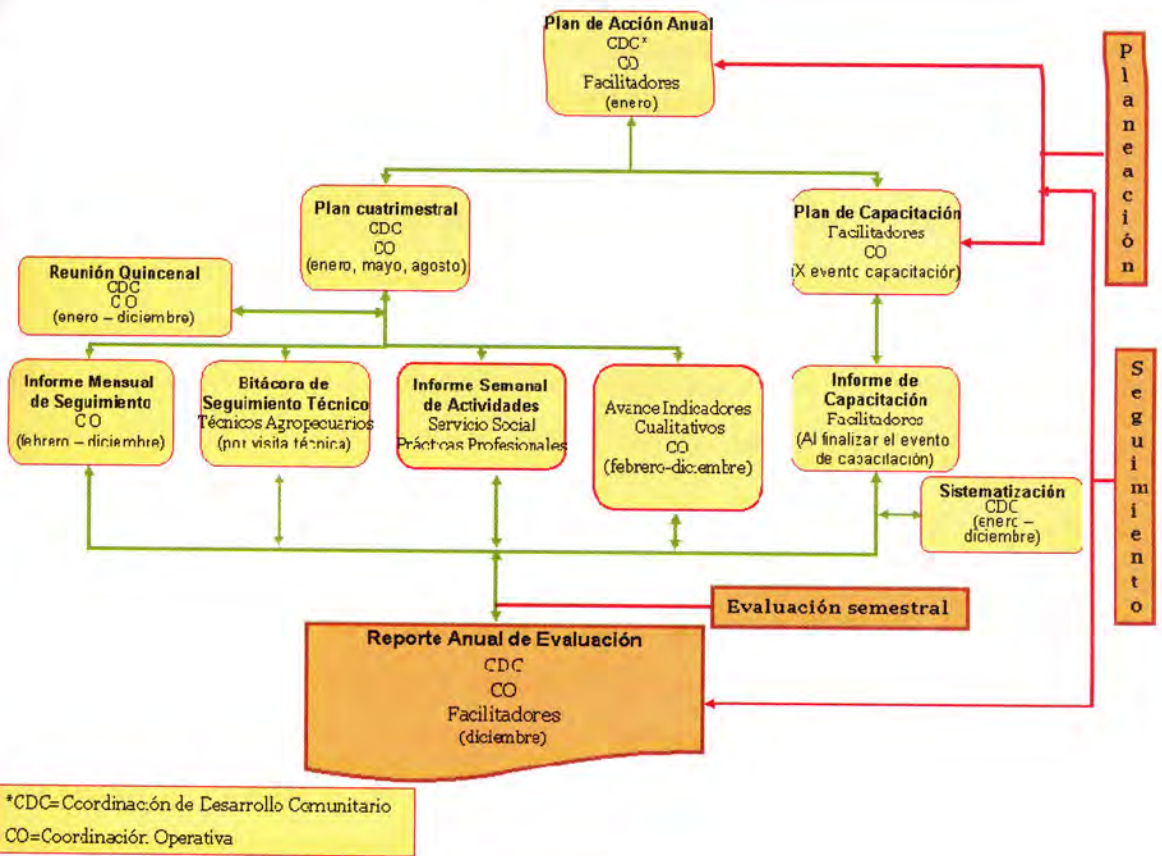 Plan de Acción Anual
CDC*
CO
Facilitadores
(enero)
Planeación
Plan cuatrimestral
CDC
CO
(enero, mayo, agosto)
Plan de Capacitación
Facilitadores
CO
(X evento capacitación)
Reunión Quincenal
CDC
CO
(enero – diciembre)
Informe Mensual
de Seguimiento
CO
(febrero – diciembre)
Bitácora de
Seguimiento Técnico
Técnicos Agropecuarios
(por visita técnica)
Informe Semanal
de Actividades
Servicio Social
Prácticas Profesionales
Avance Indicadores
Cualitativos
CO
(febrero-diciembre)
Informe de
Capacitación
Facilitadores
(Al finalizar el evento
de capacitación)
Seguimiento
Sistematización
CDC
(enero –
diciembre)
Evaluación semestral
Reporte Anual de Evaluación
CDC
CO
Facilitadores
(diciembre)
*CDC=Coordinación de Desarrollo Comunitario
CO=Coordinación Operativa